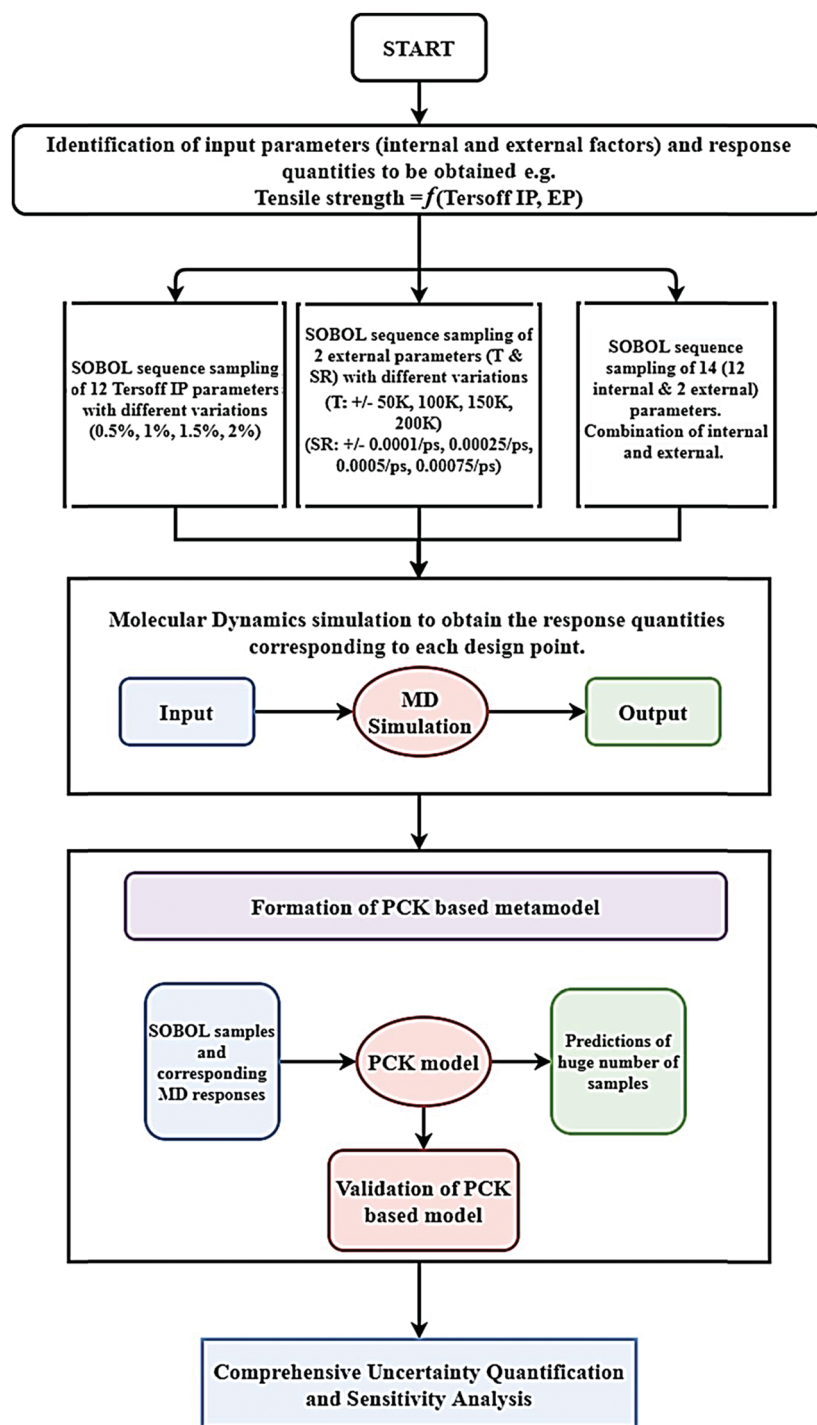 START
Identification of input parameters (internal and external factors) and response
quantities to be obtained e.g.
Tensile strength =f(Tersoff IP, EP)
SOBOL sequence sampling
of 12 Tersoff IP parameters
with different variations
(0.5%, 1%, 1.5%, 2%)
SOBOL sequence sampling of
2 external parameters (T &
SR) with different variations
(T: +/- 50K, 100K, 150K,
200K)
(SR: +/- 0.0001/ps, 0.00025/ps,
0.0005/ps, 0.00075/ps)
SOBOL sequence
sampling of 14 (12
internal & 2 external)
parameters.
Combination of internal
and external.
Molecular Dynamics simulation to obtain the response quantities
corresponding to each design point.
Input
MD
Simulation
Output
Formation of PCK based metamodel
SOBOL samples
and
corresponding
MD responses
PCK model
Predictions of
huge number of
samples
Validation of PCK
based model
Comprehensive Uncertainty Quantification
and Sensitivity Analysis